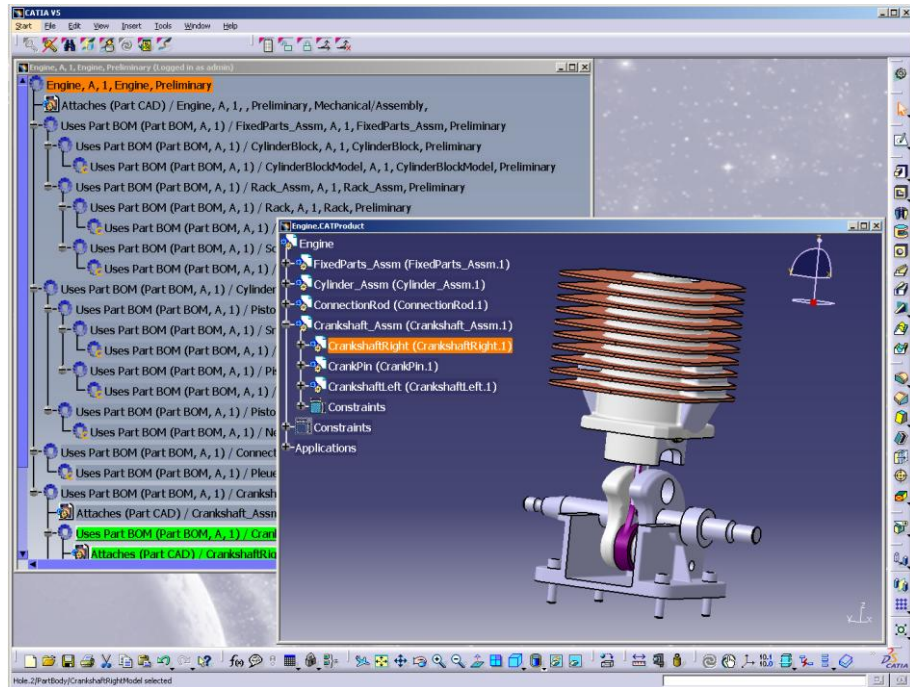 CATIA V5
Start File Edit View Insert Tools Window Help
Engine, A, 1, Engine, Preliminary (Logged in as admin)
Engine, A, 1, Engine, Preliminary
Attaches (Part CAD) / Engine, A, 1, , Preliminary, Mechanical/Assembly,
Uses Part BOM (Part BOM, A, 1) / FixedParts_Assm, A, 1, FixedParts_Assm, Preliminary
Uses Part BOM (Part BOM, A, 1) / CylinderBlock, A, 1, CylinderBlock, Preliminary
Uses Part BOM (Part BOM, A, 1) / CylinderBlockModel, A, 1, CylinderBlockModel, Preliminary
Uses Part BOM (Part BOM, A, 1) / Rack_Assm, A, 1, Rack_Assm, Preliminary
Uses Part BOM (Part BOM, A, 1) / Rack, A, 1, Rack, Preliminary
Uses Part BOM (Part BOM, A, 1) /
Uses Part BOM (Part BOM, A, 1) / Sc
Uses Part BOM (Part BOM, A, 1) /
Uses Part BOM (Part BOM, A, 1) / Cylinder
Uses Part BOM (Part BOM, A, 1) / Pisto
Uses Part BOM (Part BOM, A, 1) / Sn
Uses Part BOM (Part BOM, A, 1) /
Uses Part BOM (Part BOM, A, 1) / Pis
Uses Part BOM (Part BOM, A, 1) /
Uses Part BOM (Part BOM, A, 1) / Pisto
Uses Part BOM (Part BOM, A, 1) / Ne
Uses Part BOM (Part BOM, A, 1) / Connect
Uses Part BOM (Part BOM, A, 1) / Pleue
Uses Part BOM (Part BOM, A, 1) / Cranksh
Attaches (Part CAD) / Crankshaft_Assn
Uses Part BOM (Part BOM, A, 1) / Cran
Attaches (Part CAD) / CrankshaftRig
Engine.CATProduct
Engine
FixedParts_Assm (FixedParts_Assm.1)
Cylinder_Assm (Cylinder_Assm.1)
ConnectionRod (ConnectionRod.1)
Crankshaft_Assm (Crankshaft_Assm.1)
CrankshaftRight (CrankshaftRight.1)
CrankPin (CrankPin.1)
CrankshaftLeft (CrankshaftLeft.1)
Constraints
Constraints
Applications
z
x
f(x)
10.4
10.0
CATIA
Hole.2/PartBody/CrankshaftRightModel selected